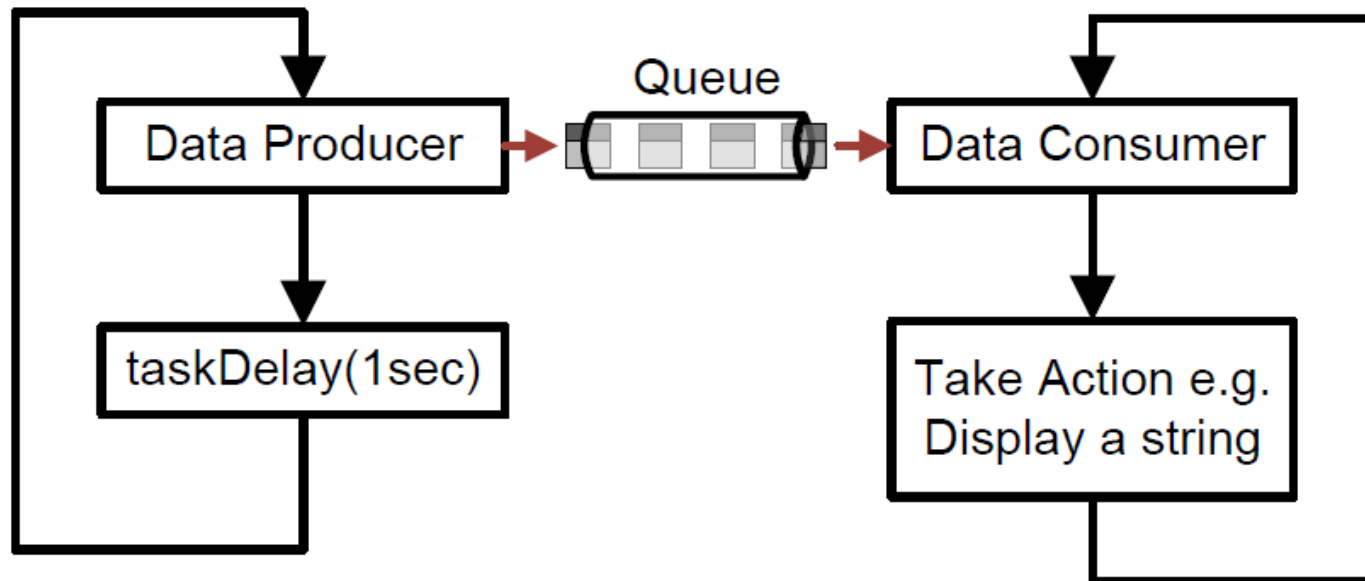 Queue
Data Producer
Data Consumer
taskDelay(1sec)
Take Action e.g.
Display a string